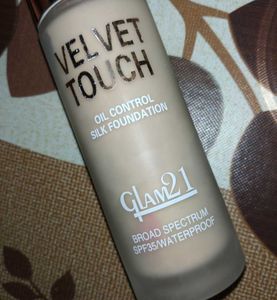 VELVET
TOUCH
OIL CONTROL
SILK FOUNDATION
Glam21
BROAD SPECTRUM
SPF35/WATERPROOF